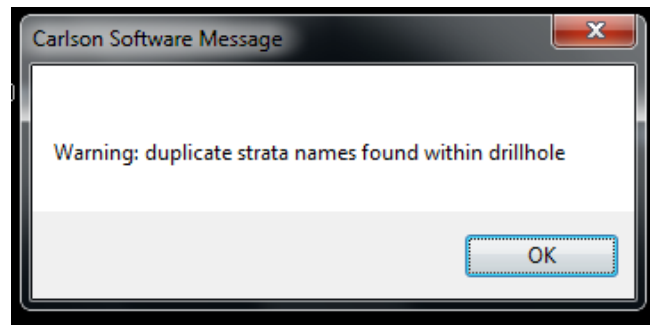 Carlson Software Message
Warning: duplicate strata names found within drillhole
OK